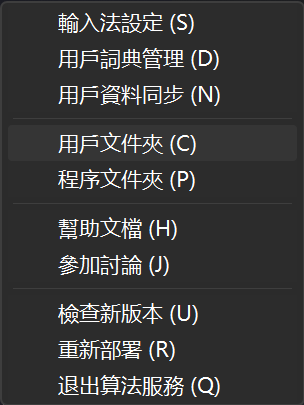 輸入法設定 (S)
用戶詞典管理 (D)
用戶資料同步 (N)
用戶文件夾 (C)
程序文件夾 (P)
幫助文檔 (H)
參加討論 (J)
檢查新版本 (U)
重新部署 (R)
退出算法服務 (Q)